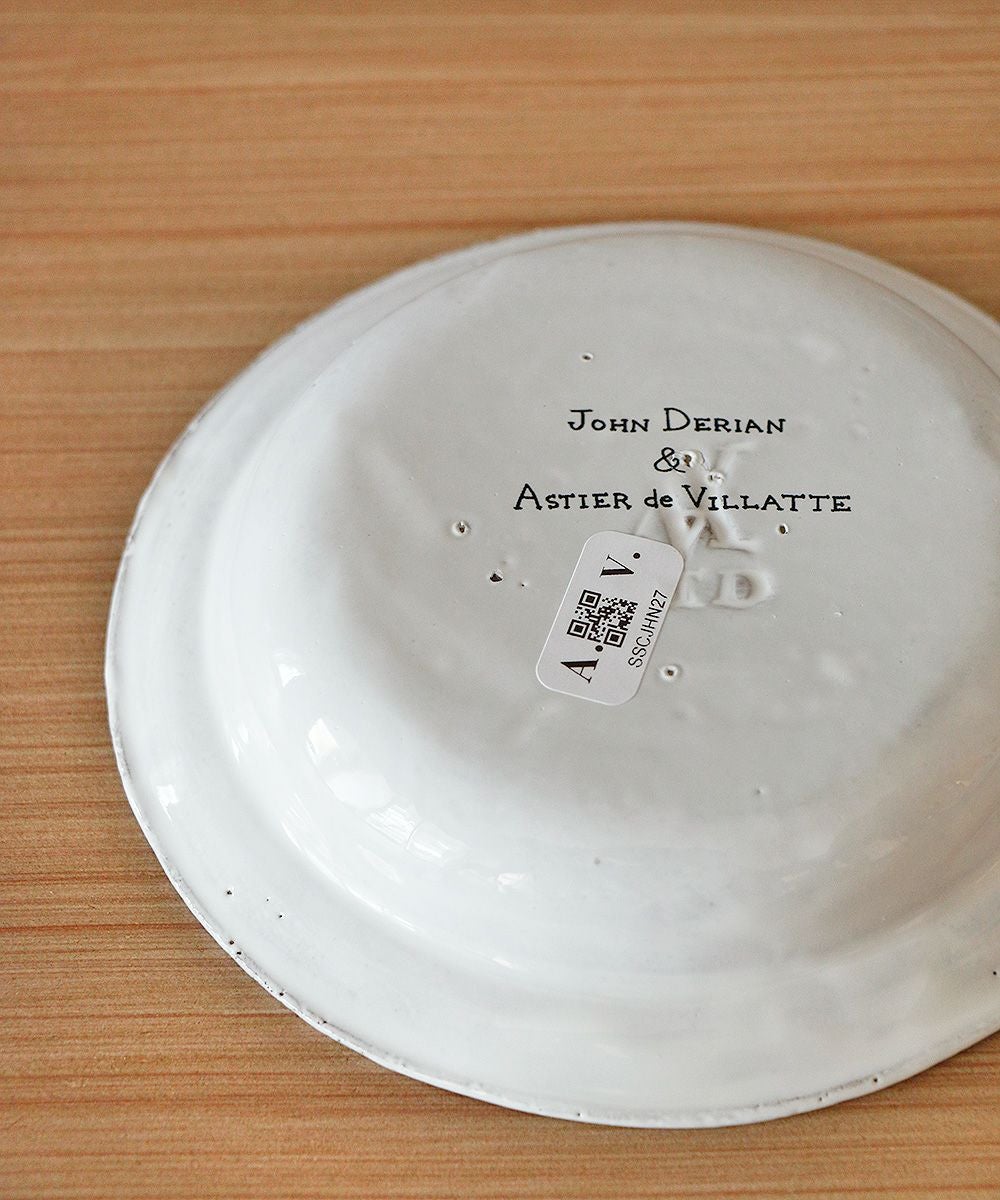 JOHN DERIAN
&
ASTIER de VILLATTE
A. V.
SSCJHN27